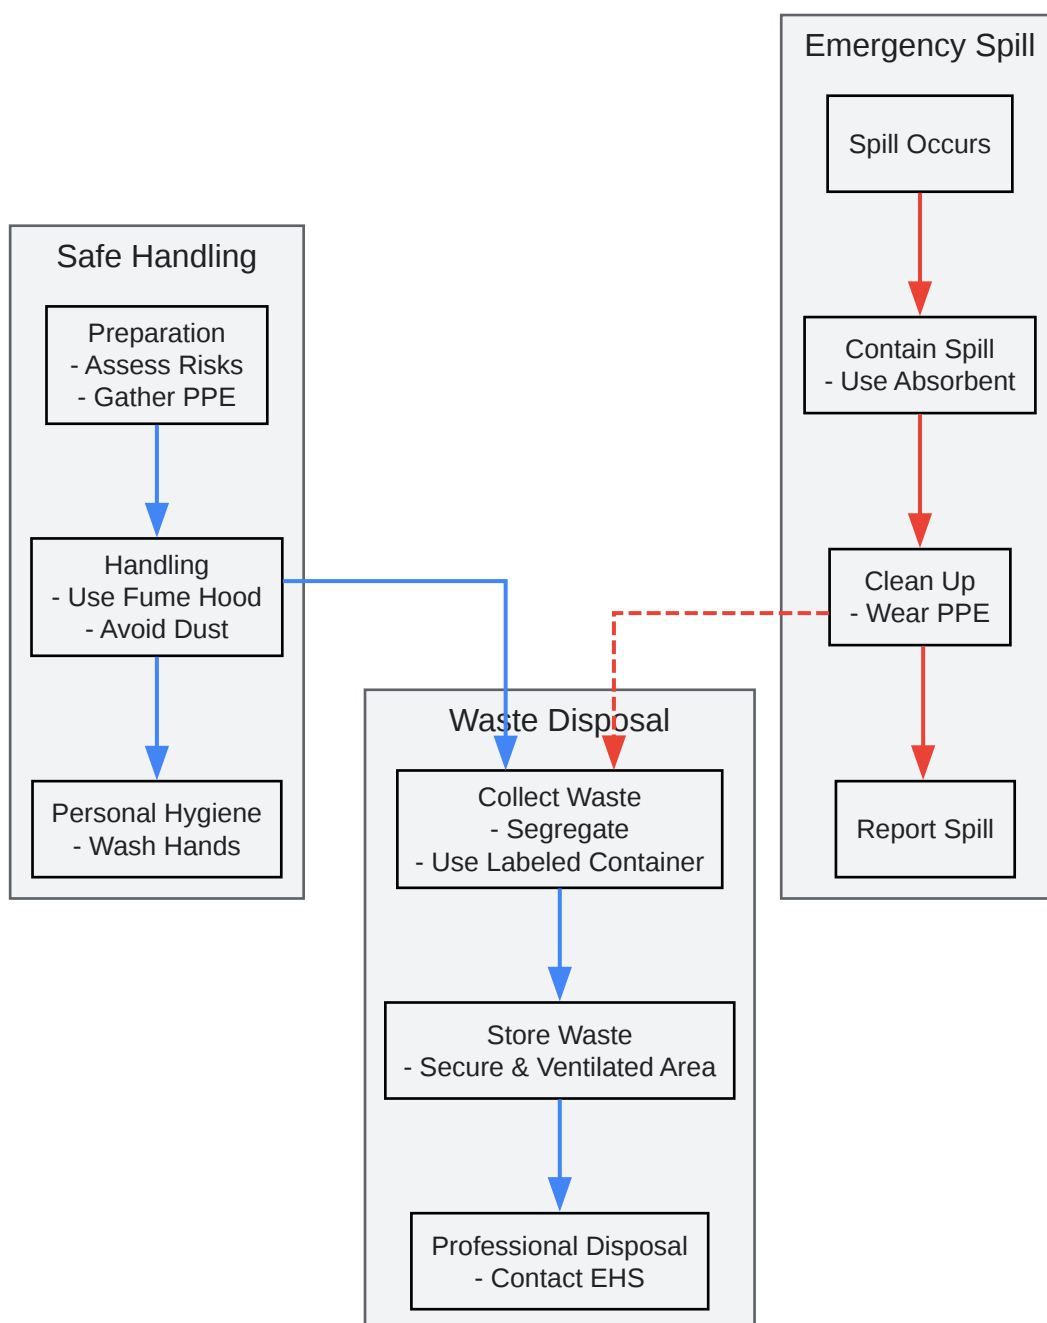 Emergency Spill
Spill Occurs
Contain Spill
- Use Absorbent
Clean Up
- Wear PPE
Report Spill
Safe Handling
Preparation
- Assess Risks
- Gather PPE
Handling
- Use Fume Hood
- Avoid Dust
Personal Hygiene
- Wash Hands
Waste Disposal
Collect Waste
- Segregate
- Use Labeled Container
Store Waste
- Secure & Ventilated Area
Professional Disposal
- Contact EHS